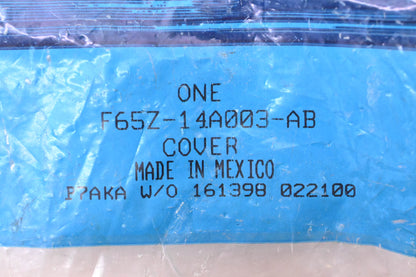 ONE
F65Z-14A003-AB
COVER
MADE IN MEXICO
W/O 161398 022100